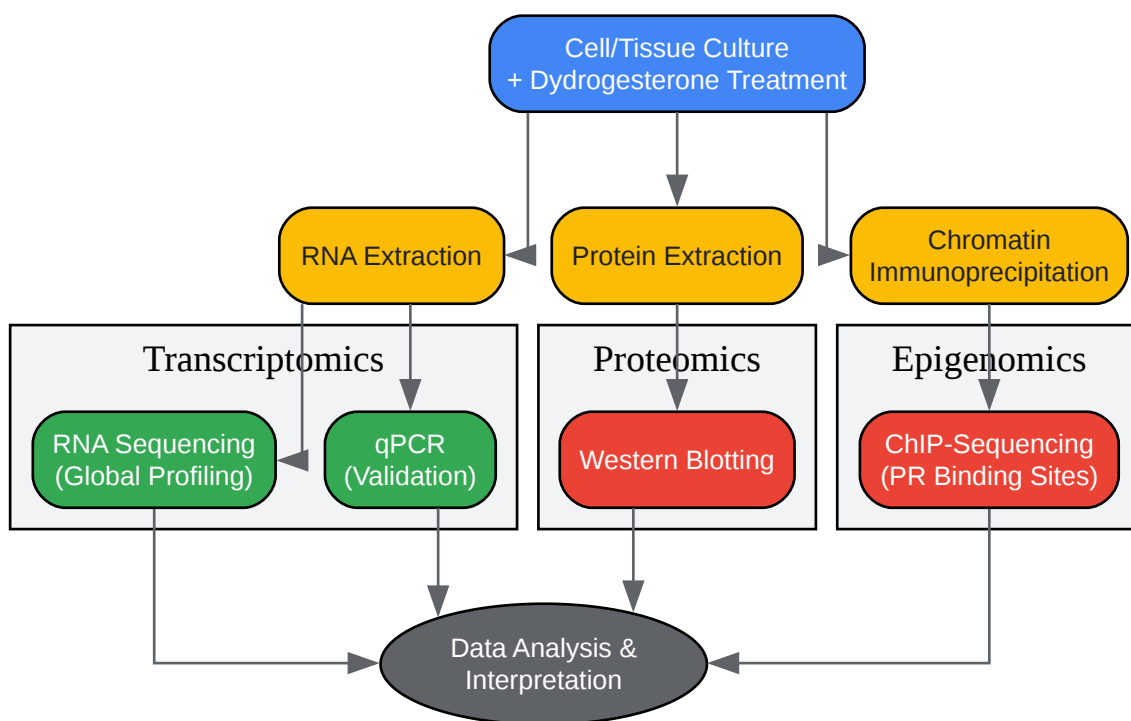 Cell/Tissue Culture
+ Dydrogesterone Treatment
RNA Extraction
Protein Extraction
Chromatin
Immunoprecipitation
Transcriptomics
Proteomics
Epigenomics
RNA Sequencing
(Global Profiling)
qPCR
(Validation)
Western Blotting
ChIP-Sequencing
(PR Binding Sites)
Data Analysis &
Interpretation